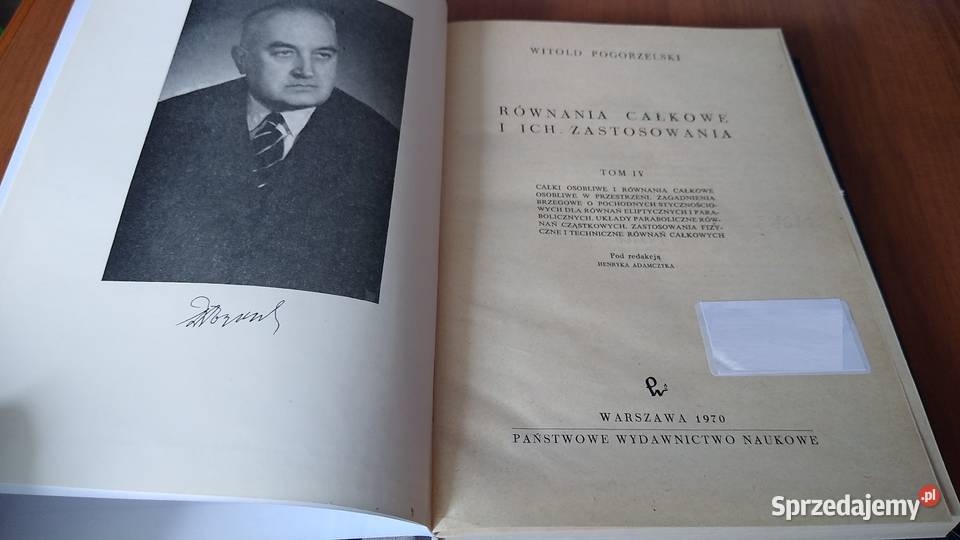 WITOLD POGORZELSKI
RÓWNANIA CAŁKOWE
I ICH ZASTOSOWANIA
TOM IV
CAŁKI OSOBLIWE I RÓWNANIA CAŁKOWE
OSOBLIWE W PRZESTRZENI. ZAGADNIENIA
BRZEGOWE O POCHODNYCH STYCZNOŚCIO-
WYCH DLA RÓWNAŃ ELIPTYCZNYCH I PARA-
BOLICZNYCH. UKŁADY PARABOLICZNE RÓW-
NAŃ CZĄSTKOWYCH. ZASTOSOWANIA FIZY-
CZNE I TECHNICZNE RÓWNAŃ CAŁKOWYCH
Pod redakcją
HENRYKA ADAMCZYKA
WARSZAWA 1970
PAŃSTWOWE WYDAWNICTWO NAUKOWE
Sprzedajemy.pl